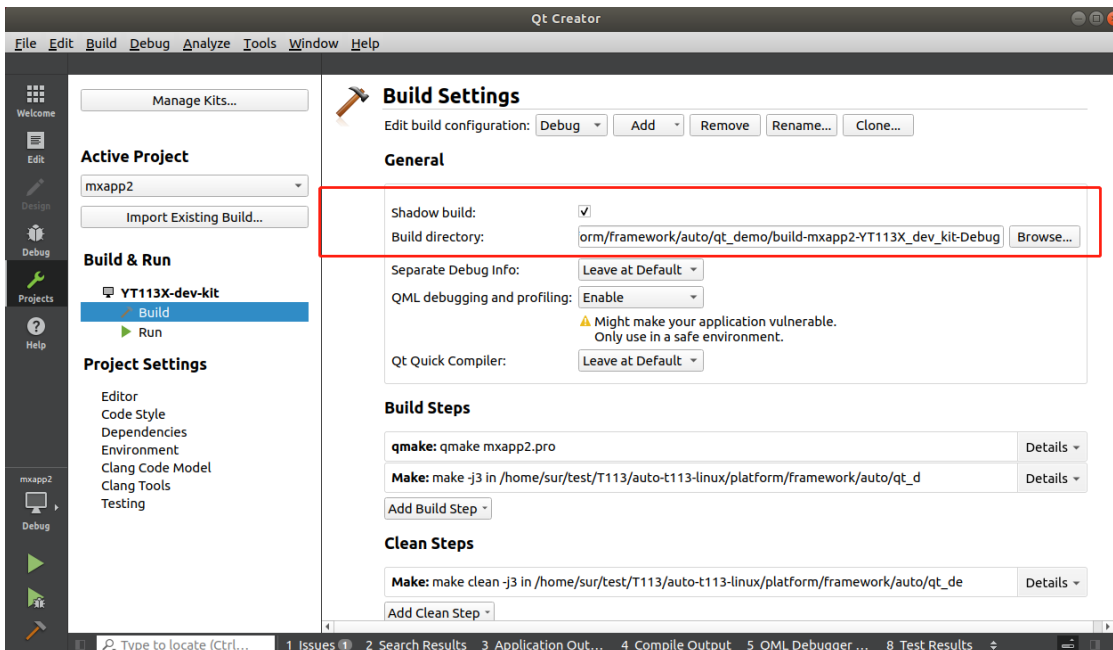 Qt Creator
File Edit Build Debug Analyze Tools Window Help
Welcome
Edit
Design
Debug
Projects
Help
mxapp2
Debug
Manage Kits...
Active Project
mxapp2
Import Existing Build...
Build & Run
YT113X-dev-kit
Build
Run
Project Settings
Editor
Code Style
Dependencies
Environment
Clang Code Model
Clang Tools
Testing
Build Settings
Edit build configuration: Debug Add Remove Rename... Clone...
General
Shadow build:
Build directory: orm/framework/auto/qt_demo/build-mxapp2-YT113X_dev_kit-Debug Browse...
Separate Debug Info: Leave at Default
QML debugging and profiling: Enable
Might make your application vulnerable.
Only use in a safe environment.
Qt Quick Compiler: Leave at Default
Build Steps
qmake: qmake mxapp2.pro Details
Make: make -j3 in /home/sur/test/T113/auto-t113-linux/platform/framework/auto/qt_d Details
Add Build Step
Clean Steps
Make: make clean -j3 in /home/sur/test/T113/auto-t113-linux/platform/framework/auto/qt_de Details
Add Clean Step
Type to locate (Ctrl... 1 Issues 1 2 Search Results 3 Application Out... 4 Compile Output 5 QML Debugger ... 8 Test Results